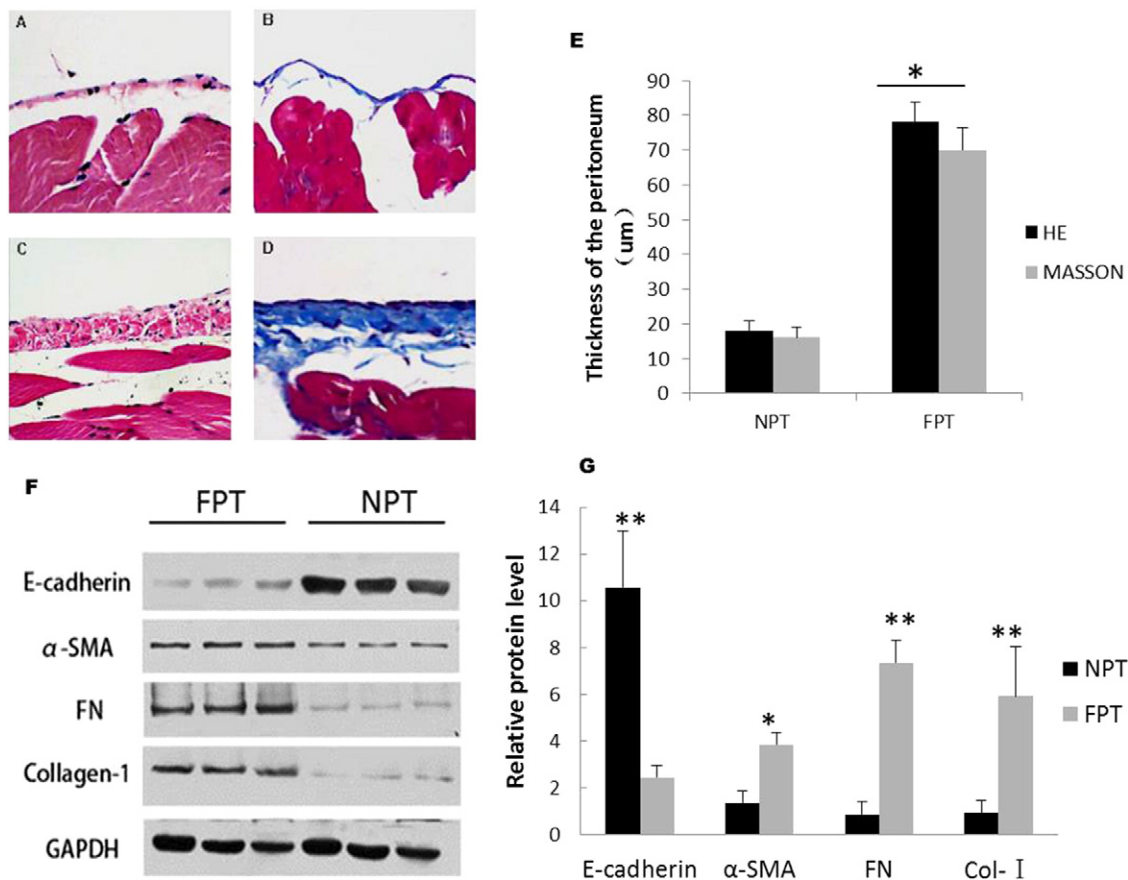 A
B
C
D
E
Thickness of the peritoneum
(um)
90
80
70
60
50
40
30
20
10
0
*
NPT
FPT
HE
MASSON
F
FPT
NPT
E-cadherin
α-SMA
FN
Collagen-1
GAPDH
G
Relative protein level
14
12
10
8
6
4
2
0
**
*
**
**
E-cadherin
α-SMA
FN
Col- Ⅰ
NPT
FPT